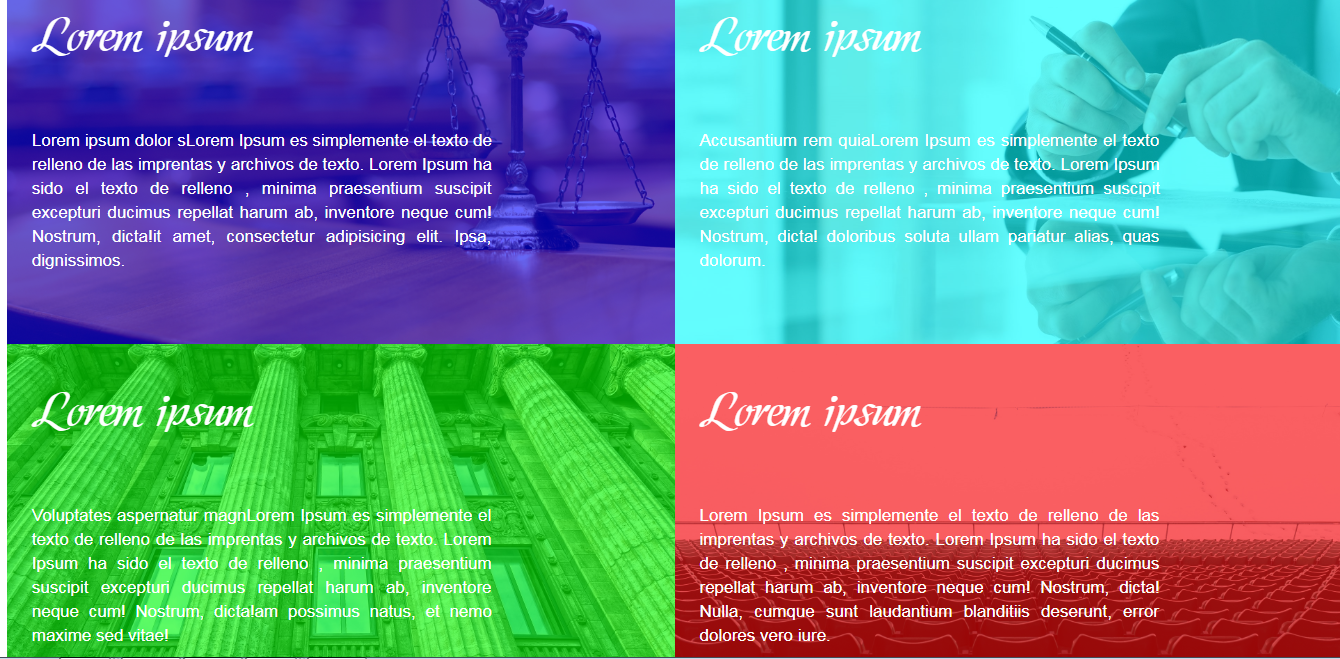 Lorem ipsum
Lorem ipsum dolor sLorem Ipsum es simplemente el texto de
relleno de las imprentas y archivos de texto. Lorem Ipsum ha
sido el texto de relleno , minima praesentium suscipit
excepturi ducimus repellat harum ab, inventore neque cum!
Nostrum, dicta!it amet, consectetur adipisicing elit. Ipsa,
dignissimos.
Lorem ipsum
Accusantium rem quiaLorem Ipsum es simplemente el texto
de relleno de las imprentas y archivos de texto. Lorem Ipsum
ha sido el texto de relleno , minima praesentium suscipit
excepturi ducimus repellat harum ab, inventore neque cum!
Nostrum, dicta! doloribus soluta ullam pariatur alias, quas
dolorum.
Lorem ipsum
Voluptates aspernatur magnLorem Ipsum es simplemente el
texto de relleno de las imprentas y archivos de texto. Lorem
Ipsum ha sido el texto de relleno , minima praesentium
suscipit excepturi ducimus repellat harum ab, inventore
neque cum! Nostrum, dicta!am possimus natus, et nemo
maxime sed vitae!
Lorem ipsum
Lorem Ipsum es simplemente el texto de relleno de las
imprentas y archivos de texto. Lorem Ipsum ha sido el texto
de relleno , minima praesentium suscipit excepturi ducimus
repellat harum ab, inventore neque cum! Nostrum, dicta!
Nulla, cumque sunt laudantium blanditiis deserunt, error
dolores vero iure.